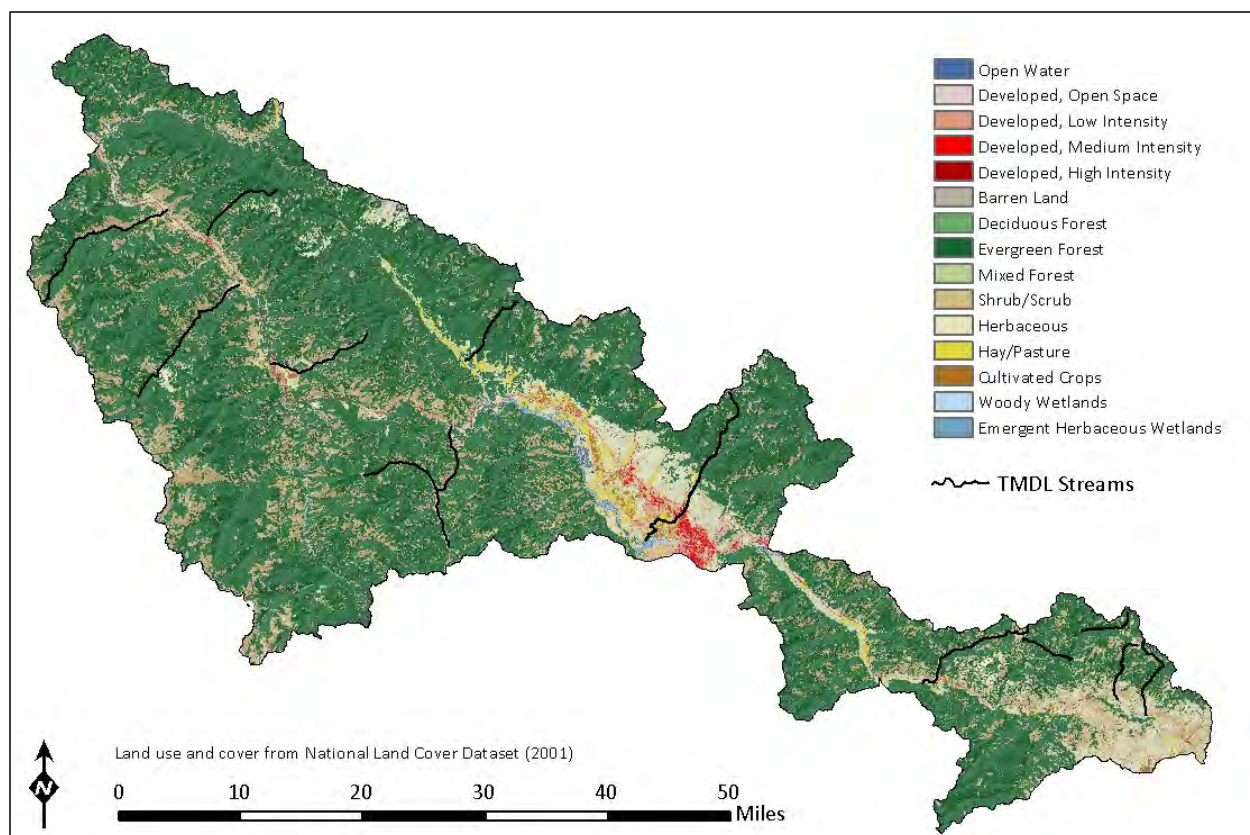 Open Water
Developed, Open Space
Developed, Low Intensity
Developed, Medium Intensity
Developed, High Intensity
Barren Land
Deciduous Forest
Evergreen Forest
Mixed Forest
Shrub/Scrub
Herbaceous
Hay/Pasture
Cultivated Crops
Woody Wetlands
Emergent Herbaceous Wetlands
TMDL Streams
Land use and cover from National Land Cover Dataset (2001)
N
0 10 20 30 40 50
Miles